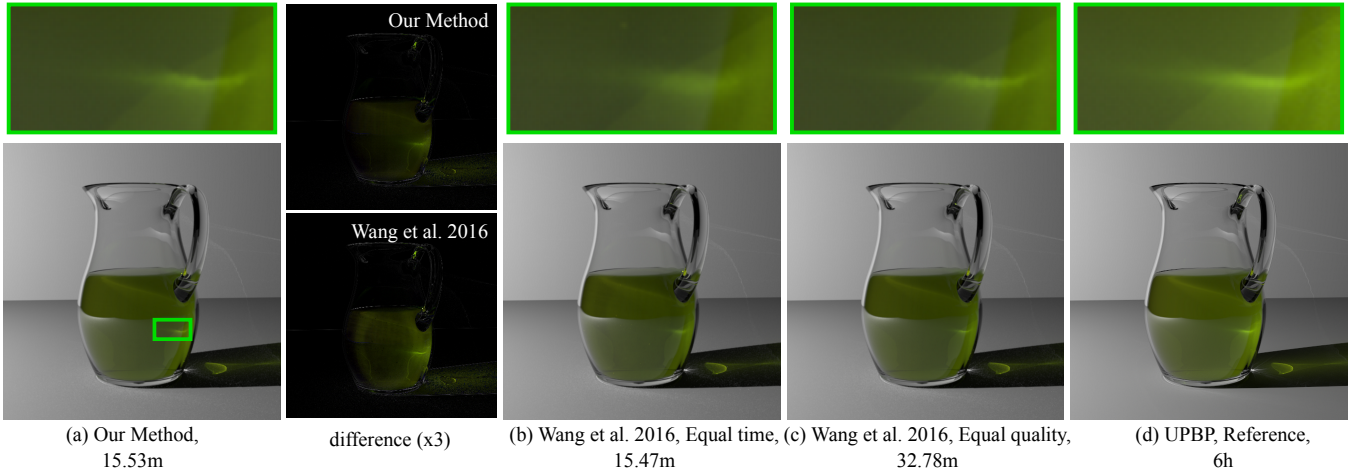 Our Method
Wang et al. 2016
(a) Our Method,
15.53m
difference (x3)
(b) Wang et al. 2016, Equal time,
15.47m
(c) Wang et al. 2016, Equal quality,
32.78m
(d) UPBP, Reference,
6h